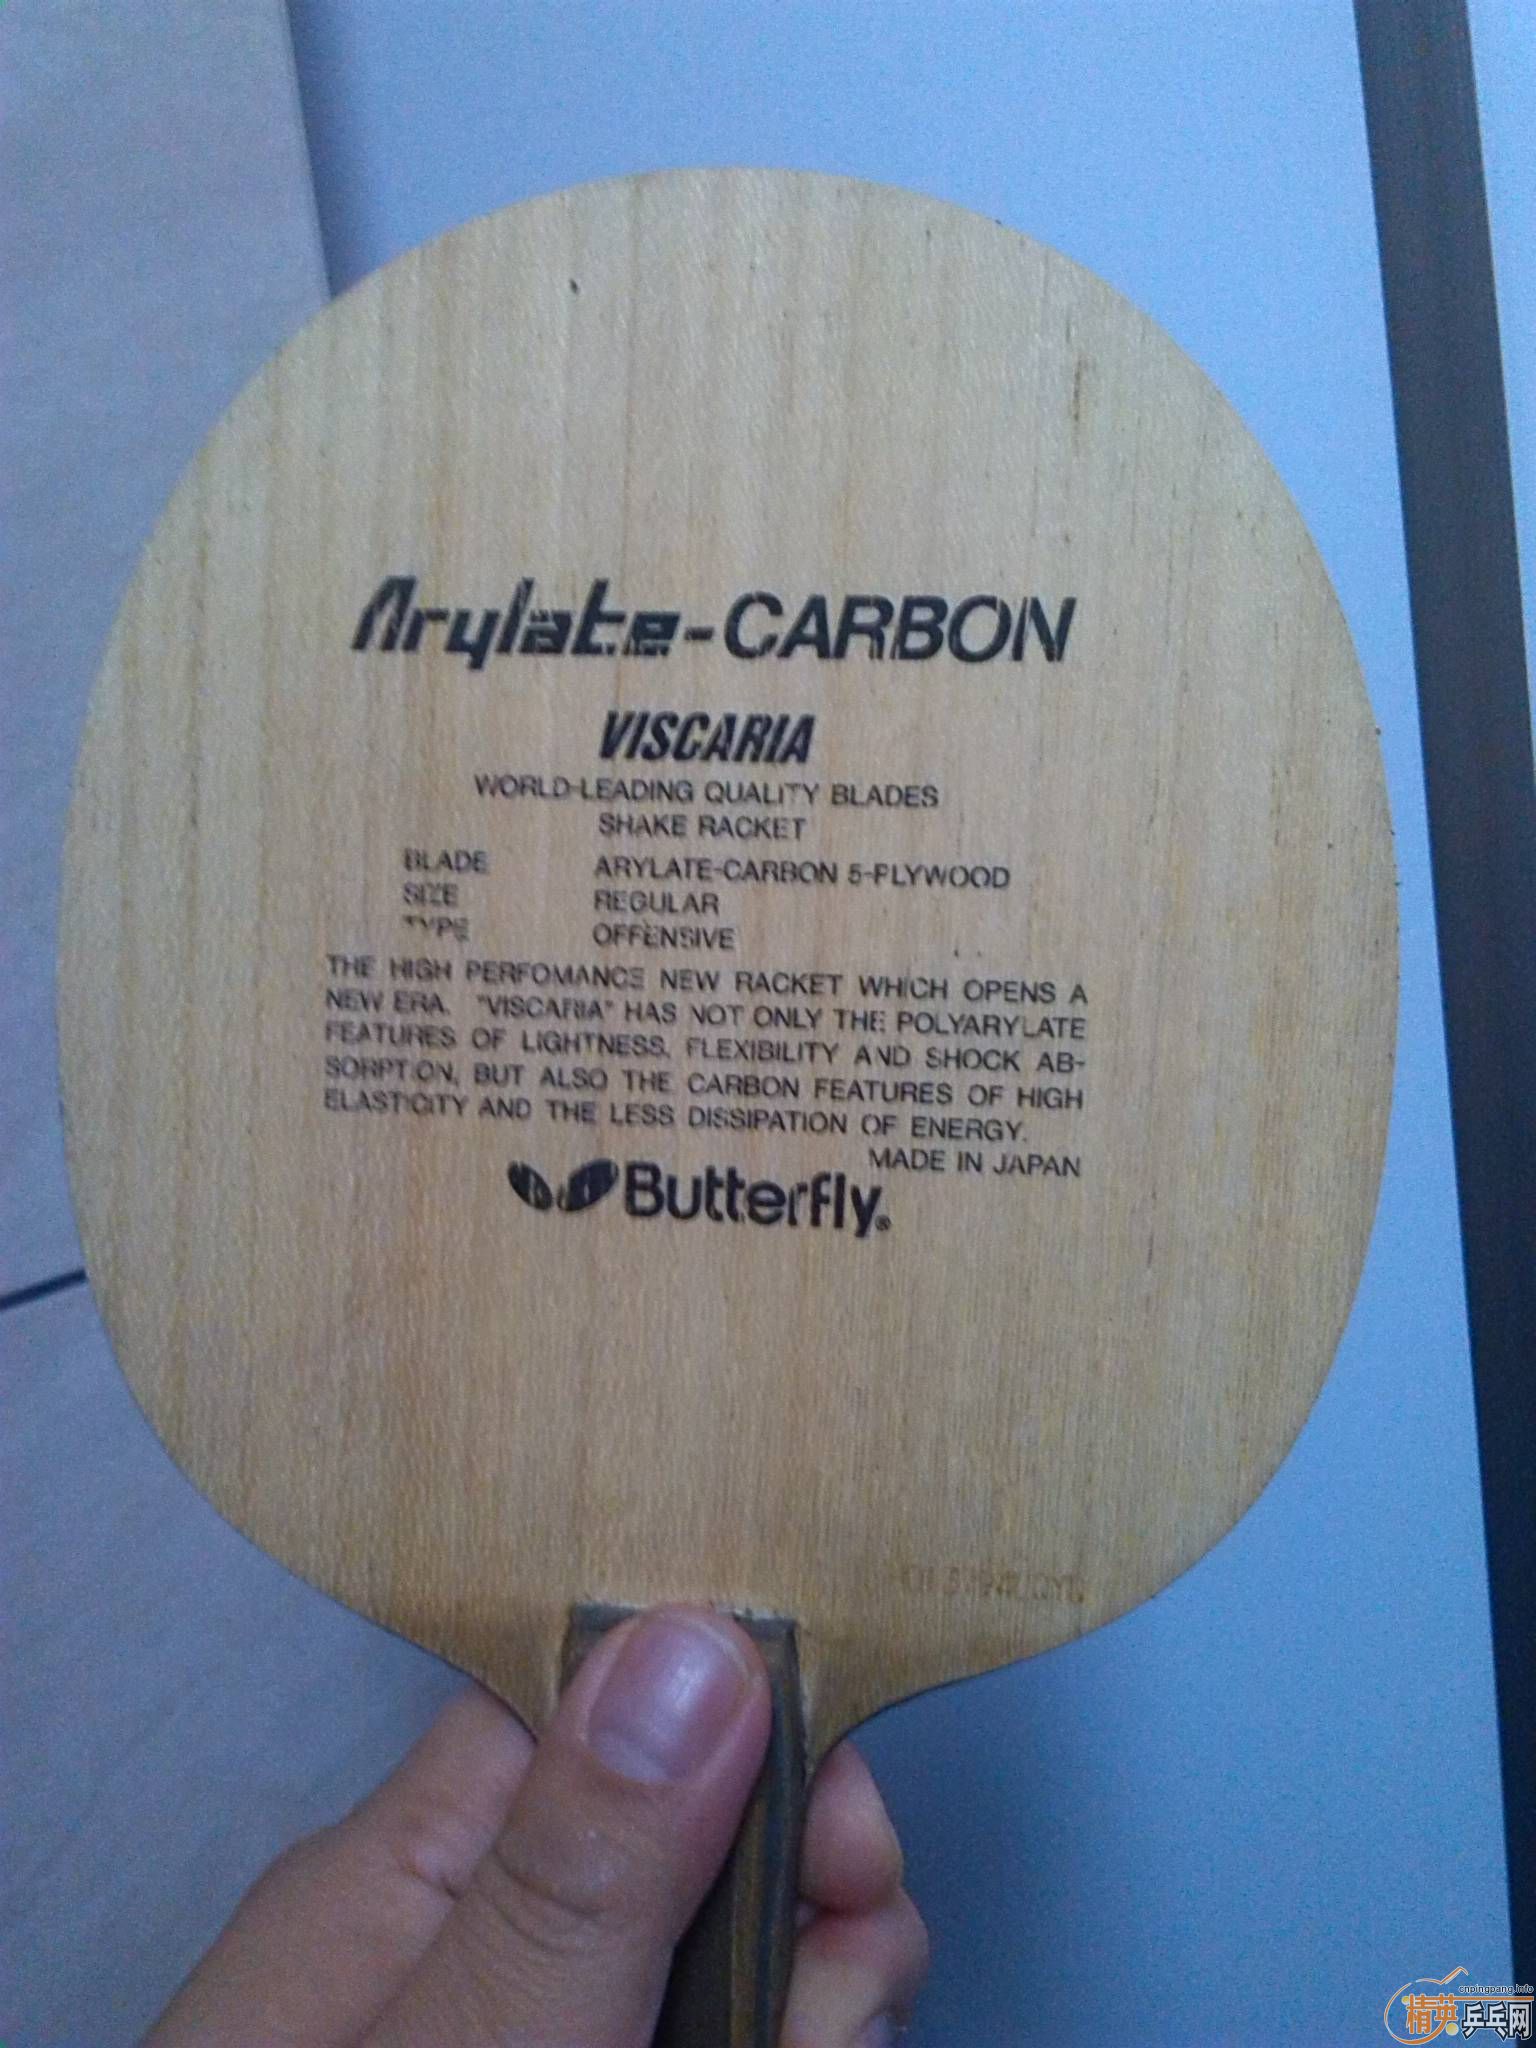 Arylate-CARBON
VISCARIA
WORLD-LEADING QUALITY BLADES
SHAKE RACKET
BLADE ARYLATE-CARBON 5-PLYWOOD
SIZE REGULAR
TYPE OFFENSIVE
THE HIGH PERFOMANCE NEW RACKET WHICH OPENS A
NEW ERA. "VISCARIA" HAS NOT ONLY THE POLYARYLATE
FEATURES OF LIGHTNESS, FLEXIBILITY AND SHOCK AB-
SORPTION, BUT ALSO THE CARBON FEATURES OF HIGH
ELASTICITY AND THE LESS DISSIPATION OF ENERGY.
MADE IN JAPAN
Butterfly®
cnpingpang.info
精英乒乓网